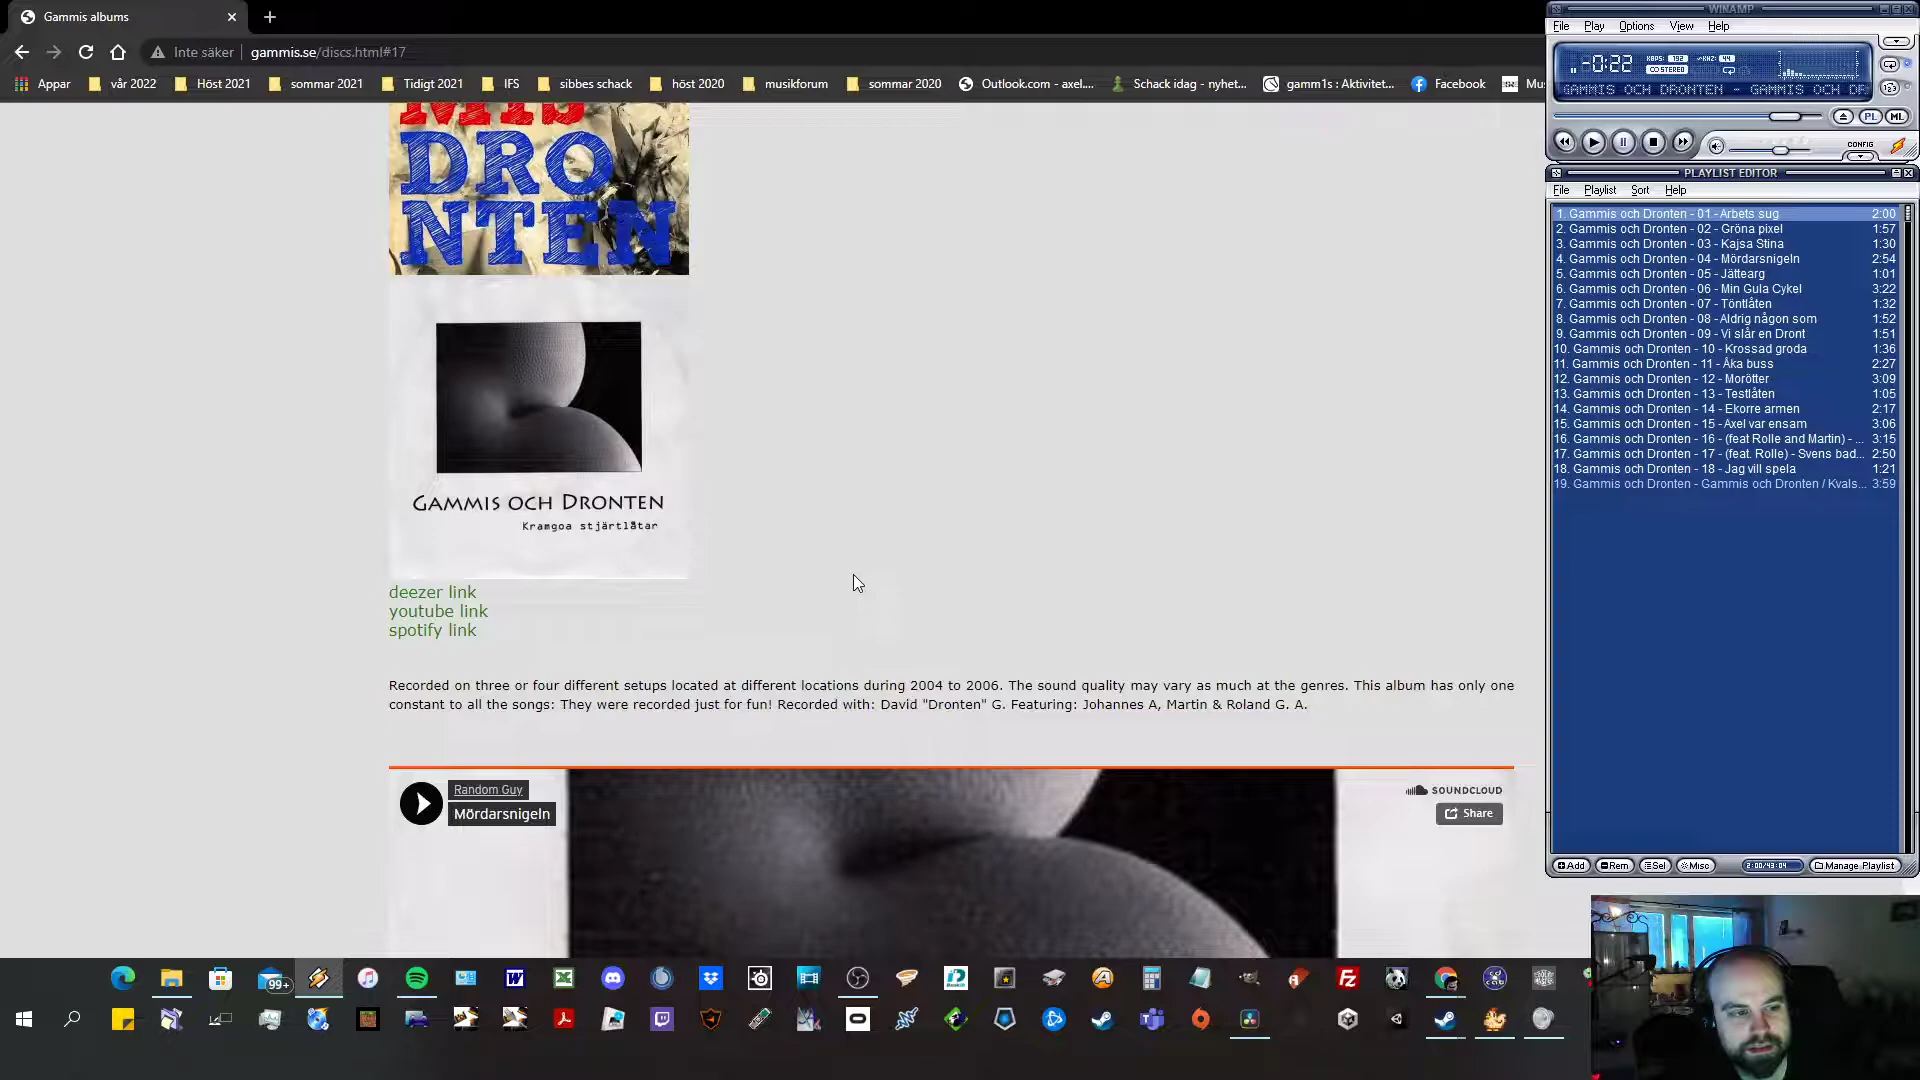 Gammis albums
Inte säker
gammis.se/discs.html#17
Appar
vår 2022
Höst 2021
sommar 2021
Tidigt 2021
IFS
sibbes schack
höst 2020
musikforum
sommar 2020
Outlook.com - axel....
Schack idag - nyhet...
gamm1s : Aktivitet...
Facebook
DRO
NTEN
GAMMIS OCH DRONTEN
Kramgoa stjärtlåtar
deezer link
youtube link
spotify link
Recorded on three or four different setups located at different locations during 2004 to 2006. The sound quality may vary as much at the genres. This album has only one
constant to all the songs: They were recorded just for fun! Recorded with: David "Dronten" G. Featuring: Johannes A, Martin & Roland G. A.
Random Guy
Mördarsnigeln
SOUNDCLOUD
Share
WINAMP
File Play Options View Help
-0:22
KBPS: 192 KHZ: 44
STEREO
GAMMIS OCH DRONTEN - GAMMIS OCH DR
PL
ML
CONFIG
PLAYLIST EDITOR
File Playlist Sort Help
1. Gammis och Dronten - 01 - Arbets sug 2:00
2. Gammis och Dronten - 02 - Gröna pixel 1:57
3. Gammis och Dronten - 03 - Kajsa Stina 1:30
4. Gammis och Dronten - 04 - Mördarsnigeln 2:54
5. Gammis och Dronten - 05 - Jättearg 1:01
6. Gammis och Dronten - 06 - Min Gula Cykel 3:22
7. Gammis och Dronten - 07 - Töntlåten 1:32
8. Gammis och Dronten - 08 - Aldrig någon som 1:52
9. Gammis och Dronten - 09 - Vi slår en Dront 1:51
10. Gammis och Dronten - 10 - Krossad groda 1:36
11. Gammis och Dronten - 11 - Åka buss 2:27
12. Gammis och Dronten - 12 - Morötter 3:09
13. Gammis och Dronten - 13 - Testlåten 1:05
14. Gammis och Dronten - 14 - Ekorre armen 2:17
15. Gammis och Dronten - 15 - Axel var ensam 3:06
16. Gammis och Dronten - 16 - (feat Rolle and Martin) - ... 3:15
17. Gammis och Dronten - 17 - (feat. Rolle) - Svens bad... 2:50
18. Gammis och Dronten - 18 - Jag vill spela 1:21
19. Gammis och Dronten - Gammis och Dronten / Kvals... 3:59
Add Rem Sel Misc 2:00/43:04 Manage Playlist
99+